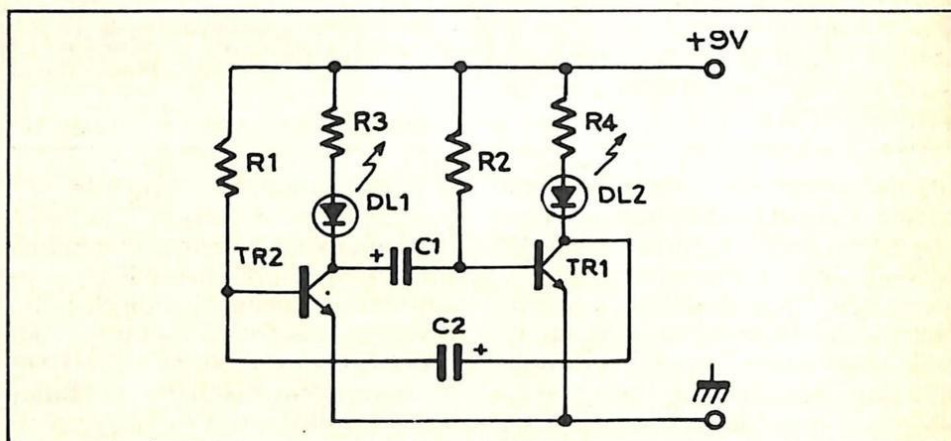 +9V
R3
R4
R1
R2
DL1
DL2
TR2
+
C1
TR1
C2
+